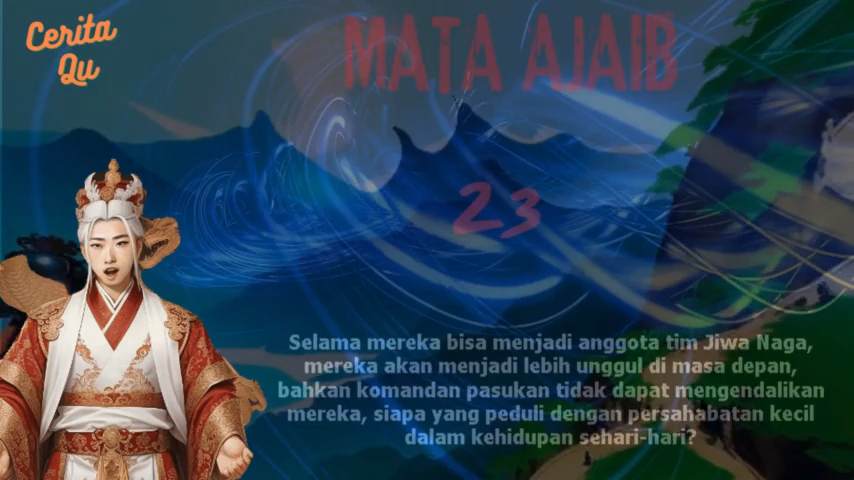 Cerita
Qu
MATA AJAIB
23
Selama mereka bisa menjadi anggota tim Jiwa Naga,
mereka akan menjadi lebih unggul di masa depan,
bahkan komandan pasukan tidak dapat mengendalikan
mereka, siapa yang peduli dengan persahabatan kecil
dalam kehidupan sehari-hari?